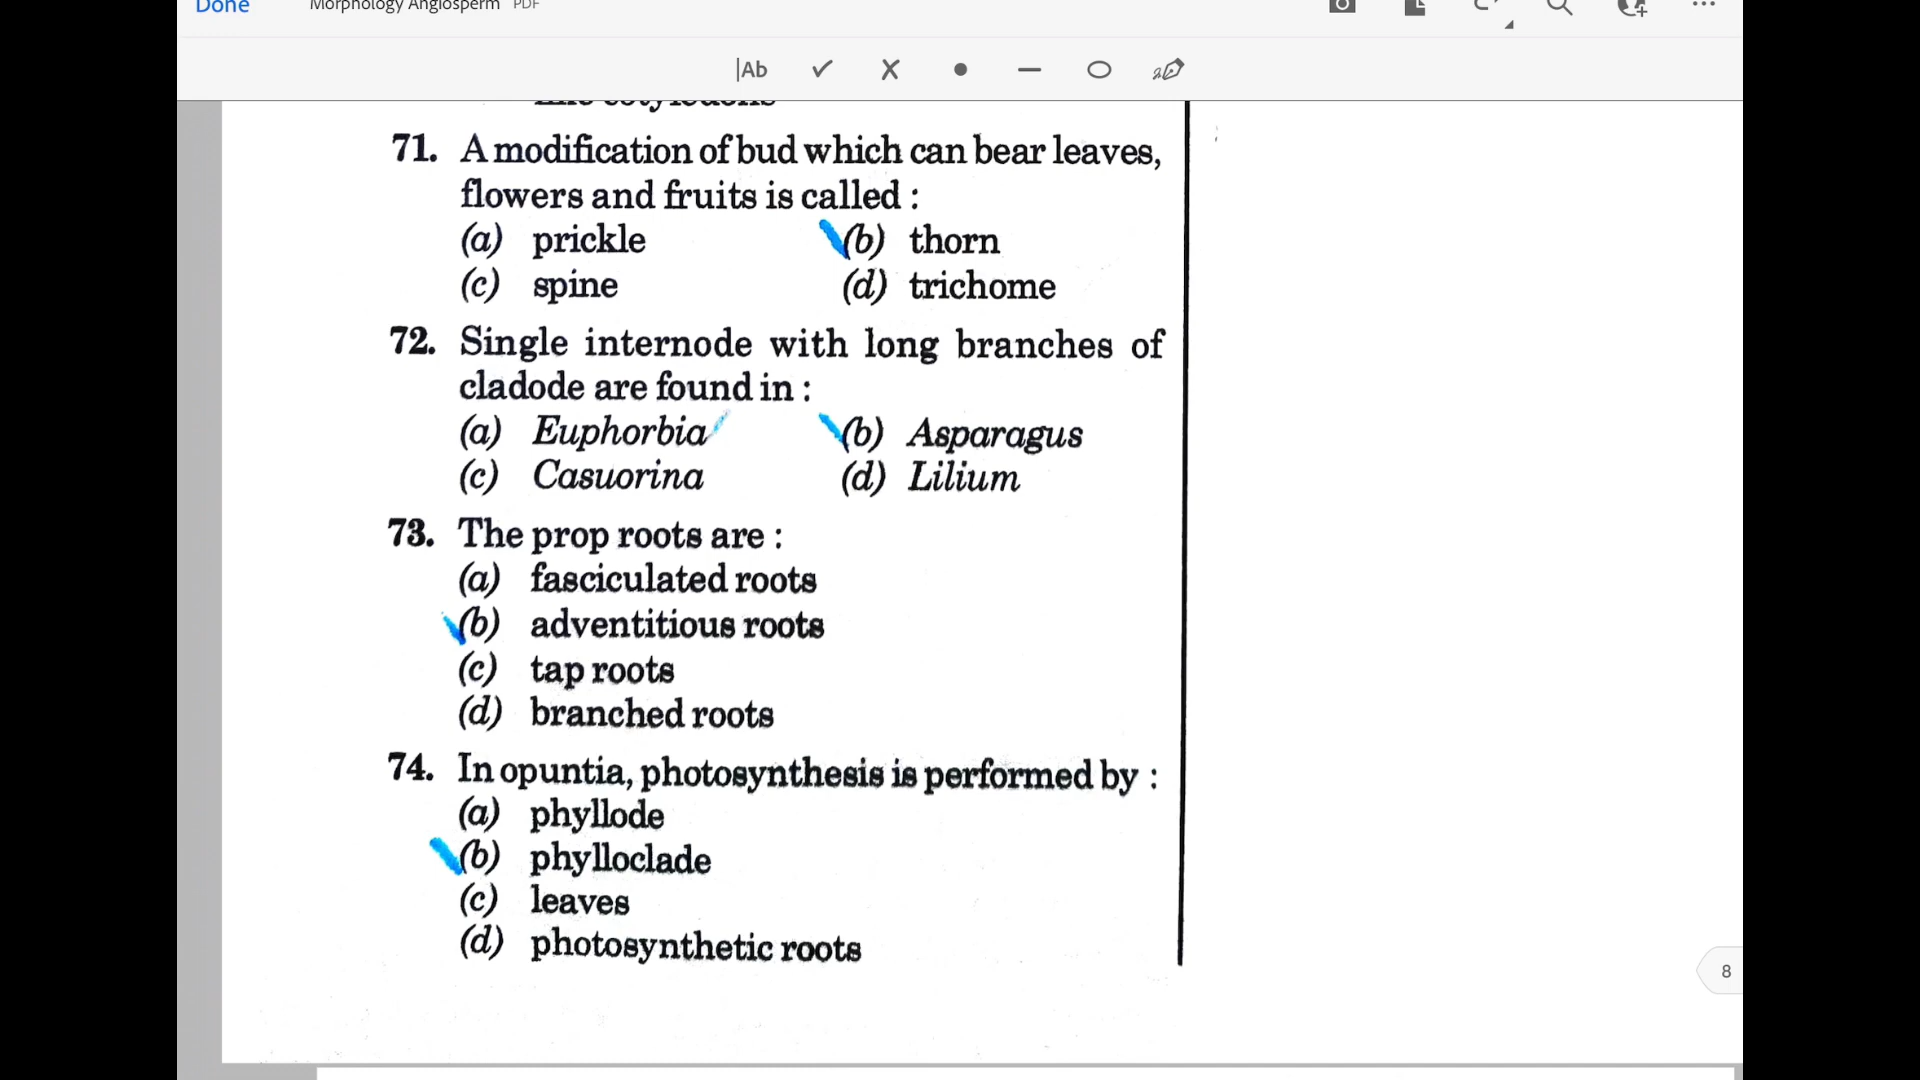 Done Morphology Angiosperm PDF
Ab
71. A modification of bud which can bear leaves,
flowers and fruits is called :
(a) prickle (b) thorn
(c) spine (d) trichome
72. Single internode with long branches of
cladode are found in :
(a) Euphorbia (b) Asparagus
(c) Casuorina (d) Lilium
73. The prop roots are :
(a) fasciculated roots
(b) adventitious roots
(c) tap roots
(d) branched roots
74. In opuntia, photosynthesis is performed by :
(a) phyllode
(b) phylloclade
(c) leaves
(d) photosynthetic roots
8